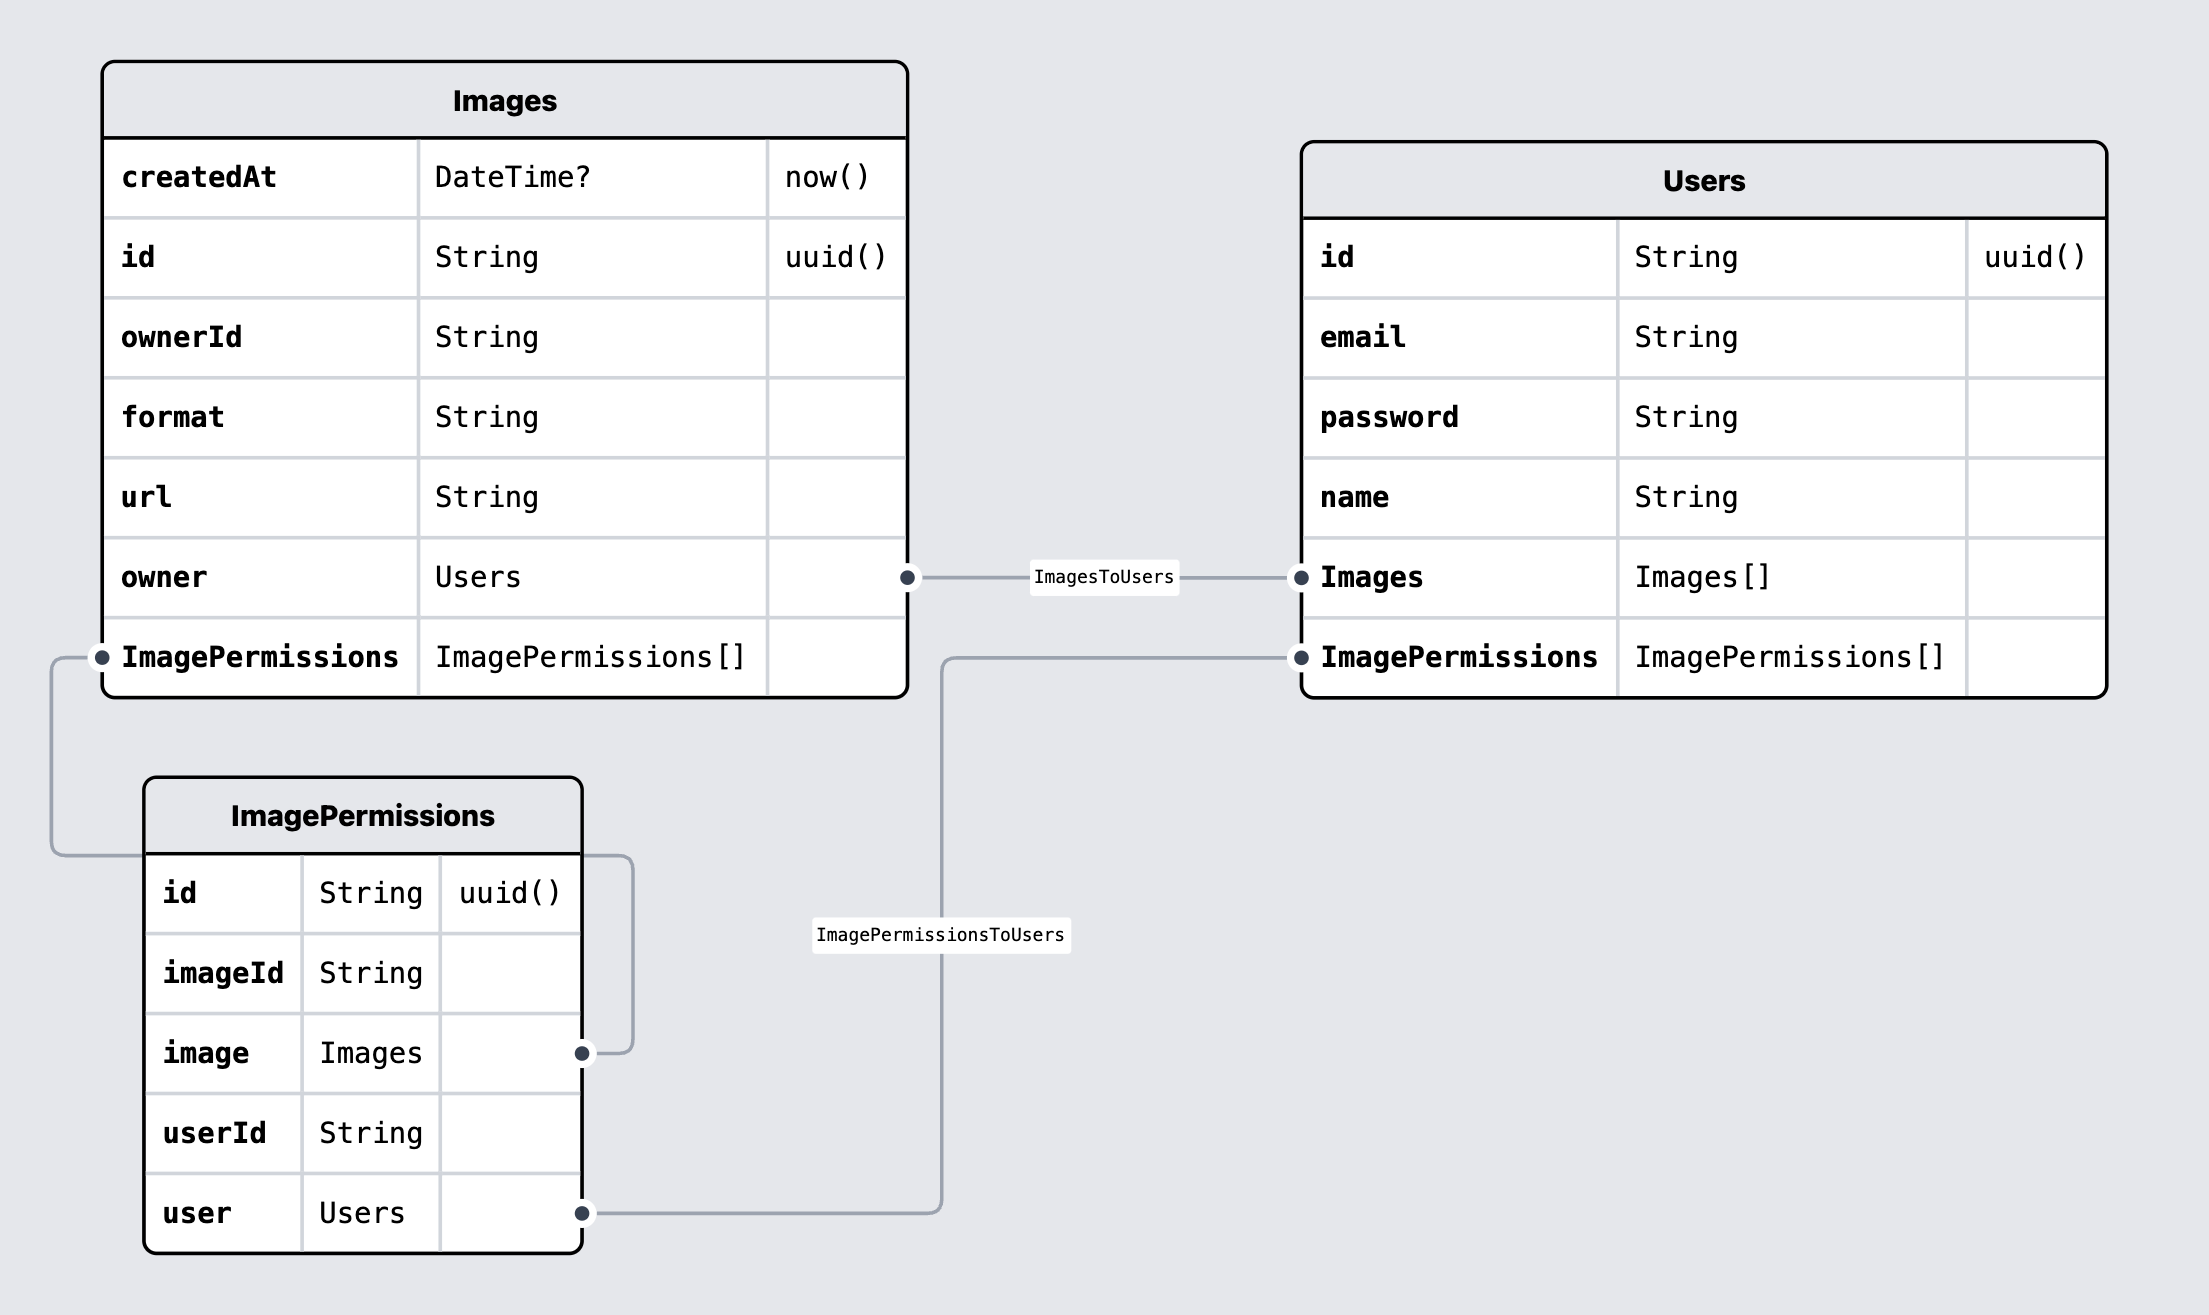 Images
createdAt DateTime? now()
id String uuid()
ownerId String
format String
url String
owner Users
ImagePermissions ImagePermissions[]
ImagesToUsers
Users
id String uuid()
email String
password String
name String
Images Images[]
ImagePermissions ImagePermissions[]
ImagePermissions
id String uuid()
imageId String
image Images
userId String
user Users
ImagePermissionsToUsers